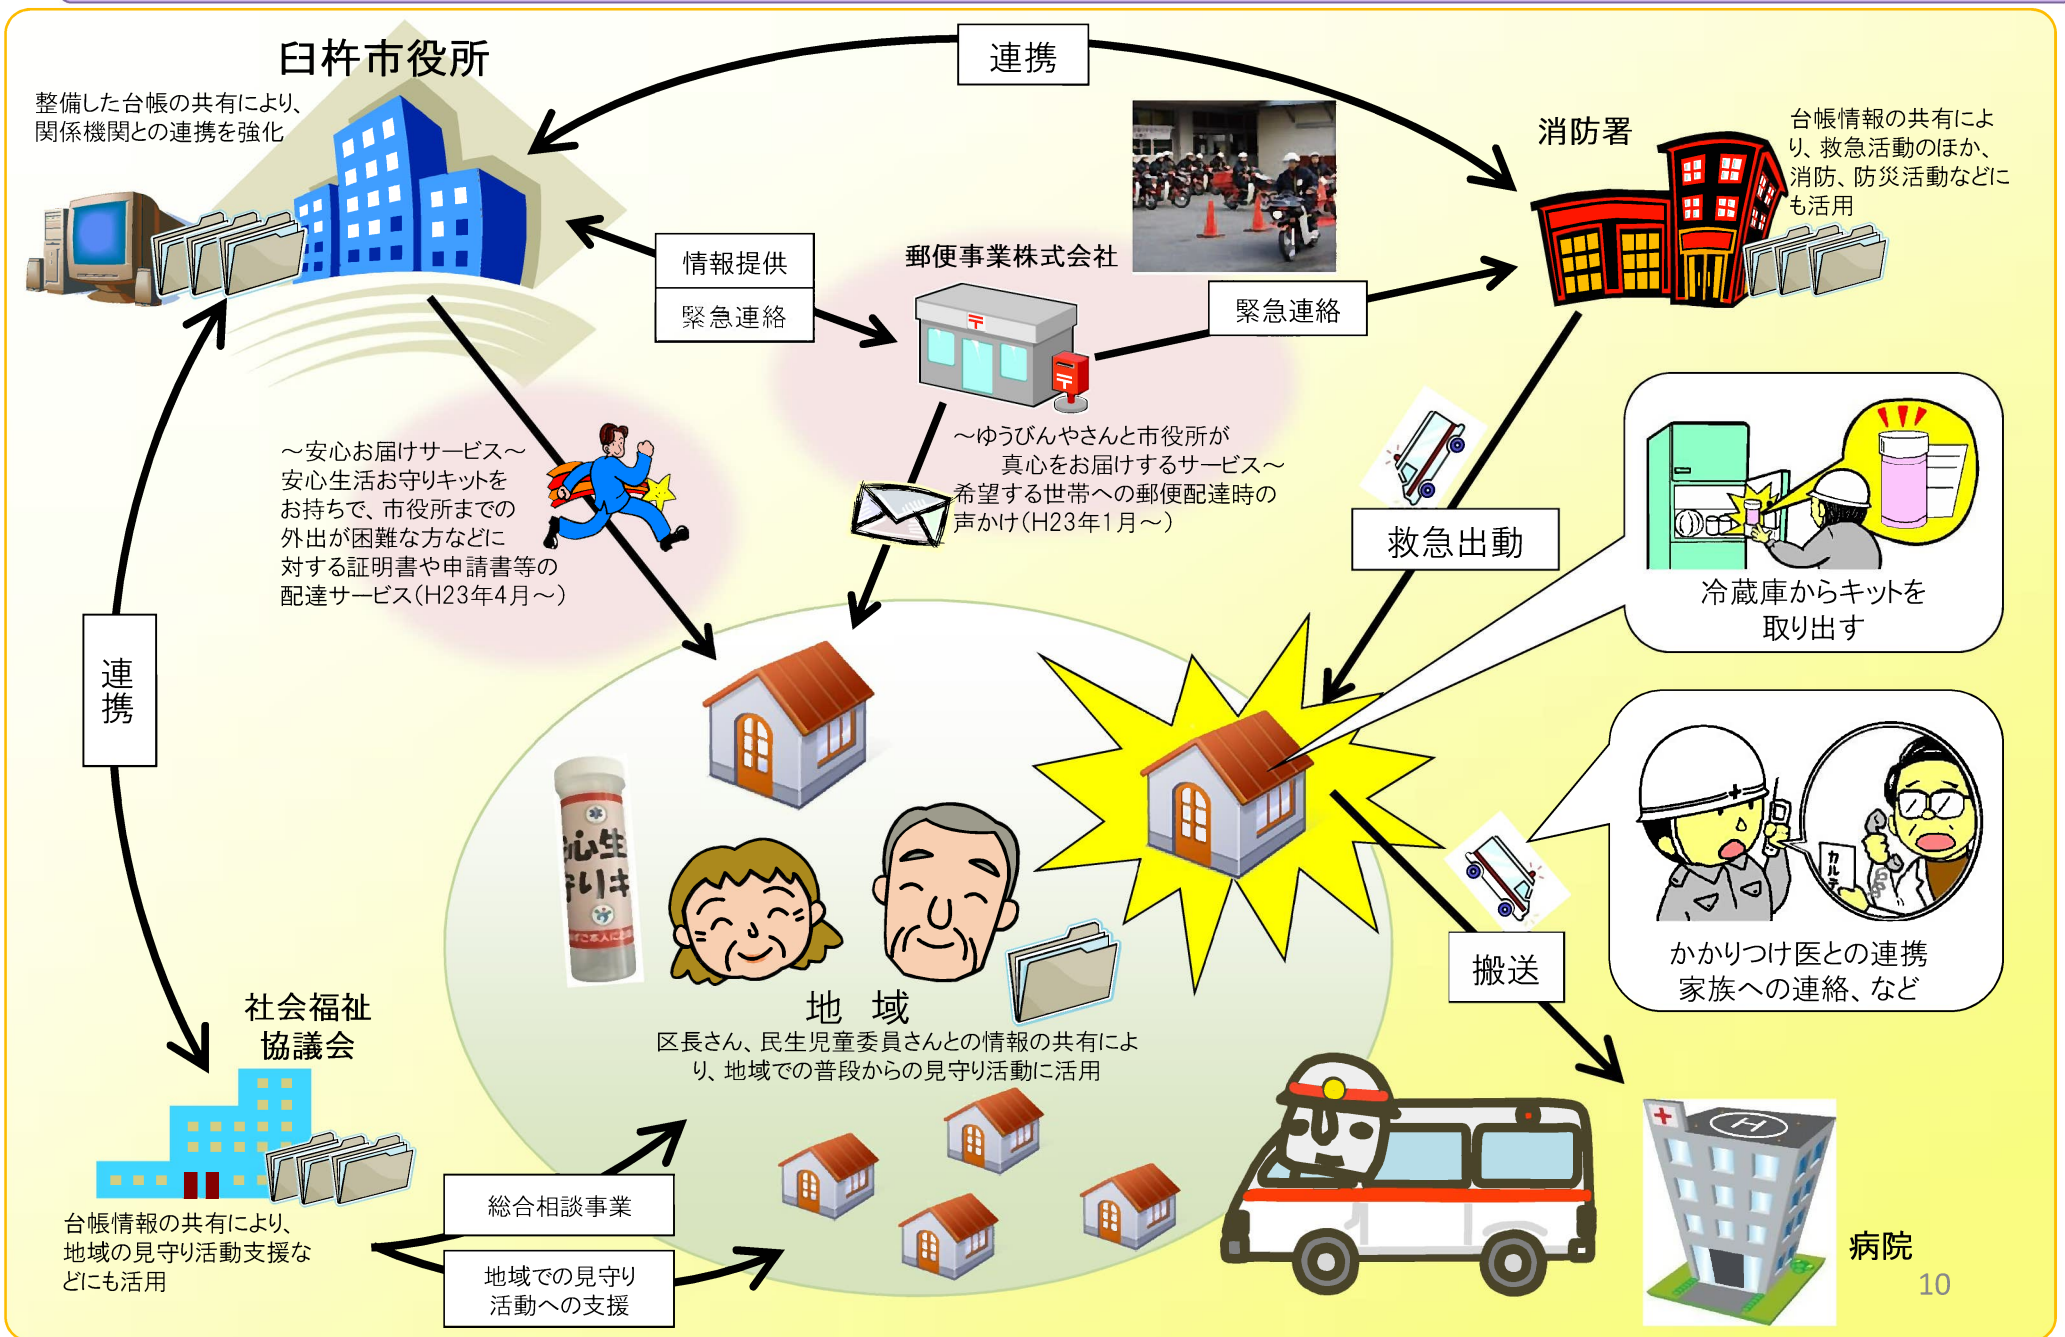 臼杵市役所
整備した台帳の共有により、
関係機関との連携を強化
連携
消防署
台帳情報の共有によ
り、救急活動のほか、
消防、防災活動などに
も活用
情報提供
緊急連絡
郵便事業株式会社
〒
〒
緊急連絡
～安心お届けサービス～
安心生活お守りキットを
お持ちで、市役所までの
外出が困難な方などに
対する証明書や申請書等の
配達サービス(H23年4月～)
～ゆうびんやさんと市役所が
真心をお届けするサービス～
希望する世帯への郵便配達時の
声かけ(H23年1月～)
救急出動
冷蔵庫からキットを
取り出す
連携
心生
守りキ
ご本人に
カルテ
かかりつけ医との連携
家族への連絡、など
搬送
地 域
区長さん、民生児童委員さんとの情報の共有によ
り、地域での普段からの見守り活動に活用
社会福祉
協議会
台帳情報の共有により、
地域の見守り活動支援な
どにも活用
総合相談事業
地域での見守り
活動への支援
H
病院
10